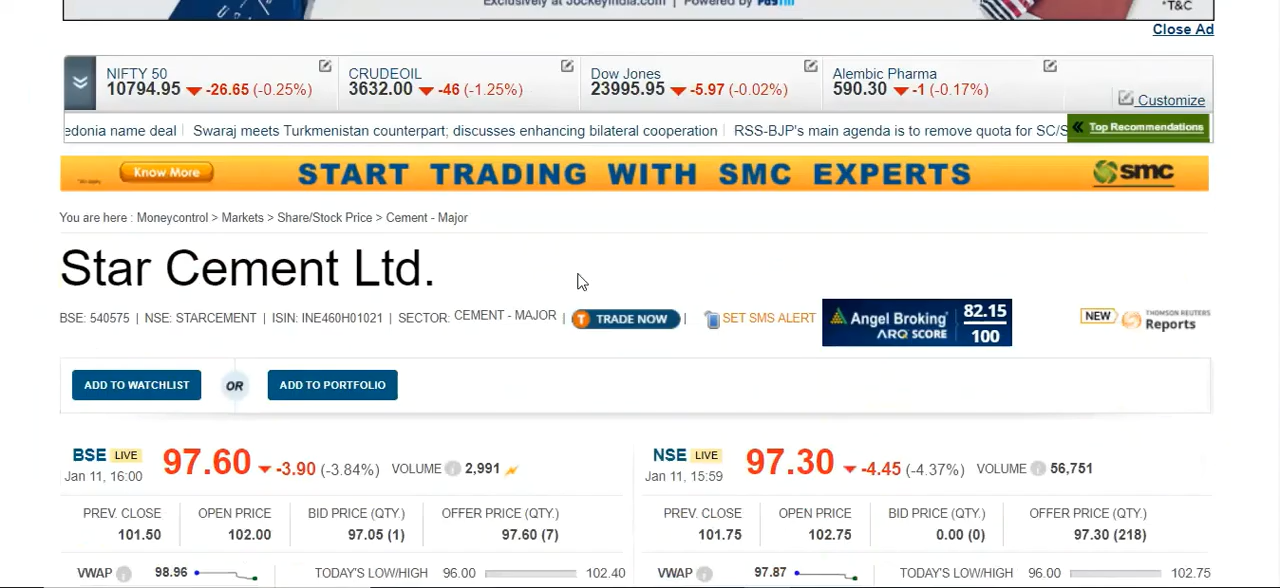 Exclusively at JockeyIndia.com | Powered by Paytm
*T&C
Close Ad
NIFTY 50
10794.95 -26.65 (-0.25%)
CRUDEOIL
3632.00 -46 (-1.25%)
Dow Jones
23995.95 -5.97 (-0.02%)
Alembic Pharma
590.30 -1 (-0.17%)
Customize
edonia name deal | Swaraj meets Turkmenistan counterpart, discusses enhancing bilateral cooperation | RSS-BJP's main agenda is to remove quota for SC/S
Top Recommendations
Know More START TRADING WITH SMC EXPERTS smc
You are here : Moneycontrol > Markets > Share/Stock Price > Cement - Major
Star Cement Ltd.
BSE: 540575 | NSE: STARCEMENT | ISIN: INE460H01021 | SECTOR: CEMENT - MAJOR | T TRADE NOW | SET SMS ALERT
Angel Broking
ARQ SCORE
82.15
100
NEW THOMSON REUTERS
Reports
ADD TO WATCHLIST OR ADD TO PORTFOLIO
BSE LIVE 97.60 -3.90 (-3.84%) VOLUME 2,991
Jan 11, 16:00
PREV. CLOSE OPEN PRICE BID PRICE (QTY.) OFFER PRICE (QTY.)
101.50 102.00 97.05 (1) 97.60 (7)
VWAP 98.96 TODAY'S LOW/HIGH 96.00 102.40
NSE LIVE 97.30 -4.45 (-4.37%) VOLUME 56,751
Jan 11, 15:59
PREV. CLOSE OPEN PRICE BID PRICE (QTY.) OFFER PRICE (QTY.)
101.75 102.75 0.00 (0) 97.30 (218)
VWAP 97.87 TODAY'S LOW/HIGH 96.00 102.75